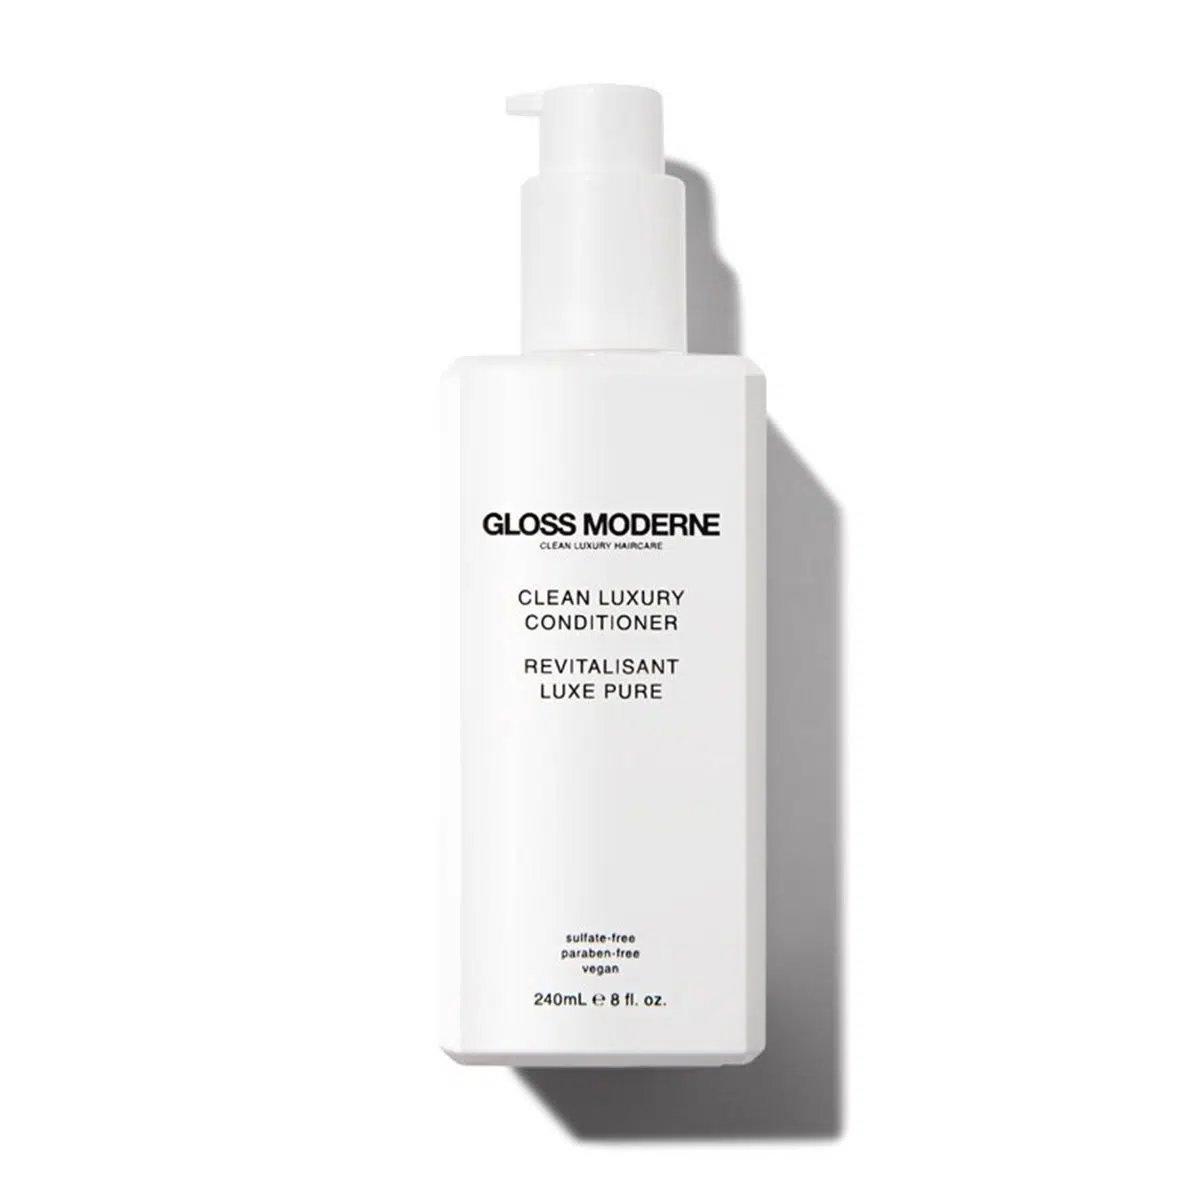 GLOSS MODERNE
CLEAN LUXURY HAIRCARE
CLEAN LUXURY
CONDITIONER
REVITALISANT
LUXE PURE
sulfate-free
paraben-free
vegan
240mL ℮ 8 fl. oz.